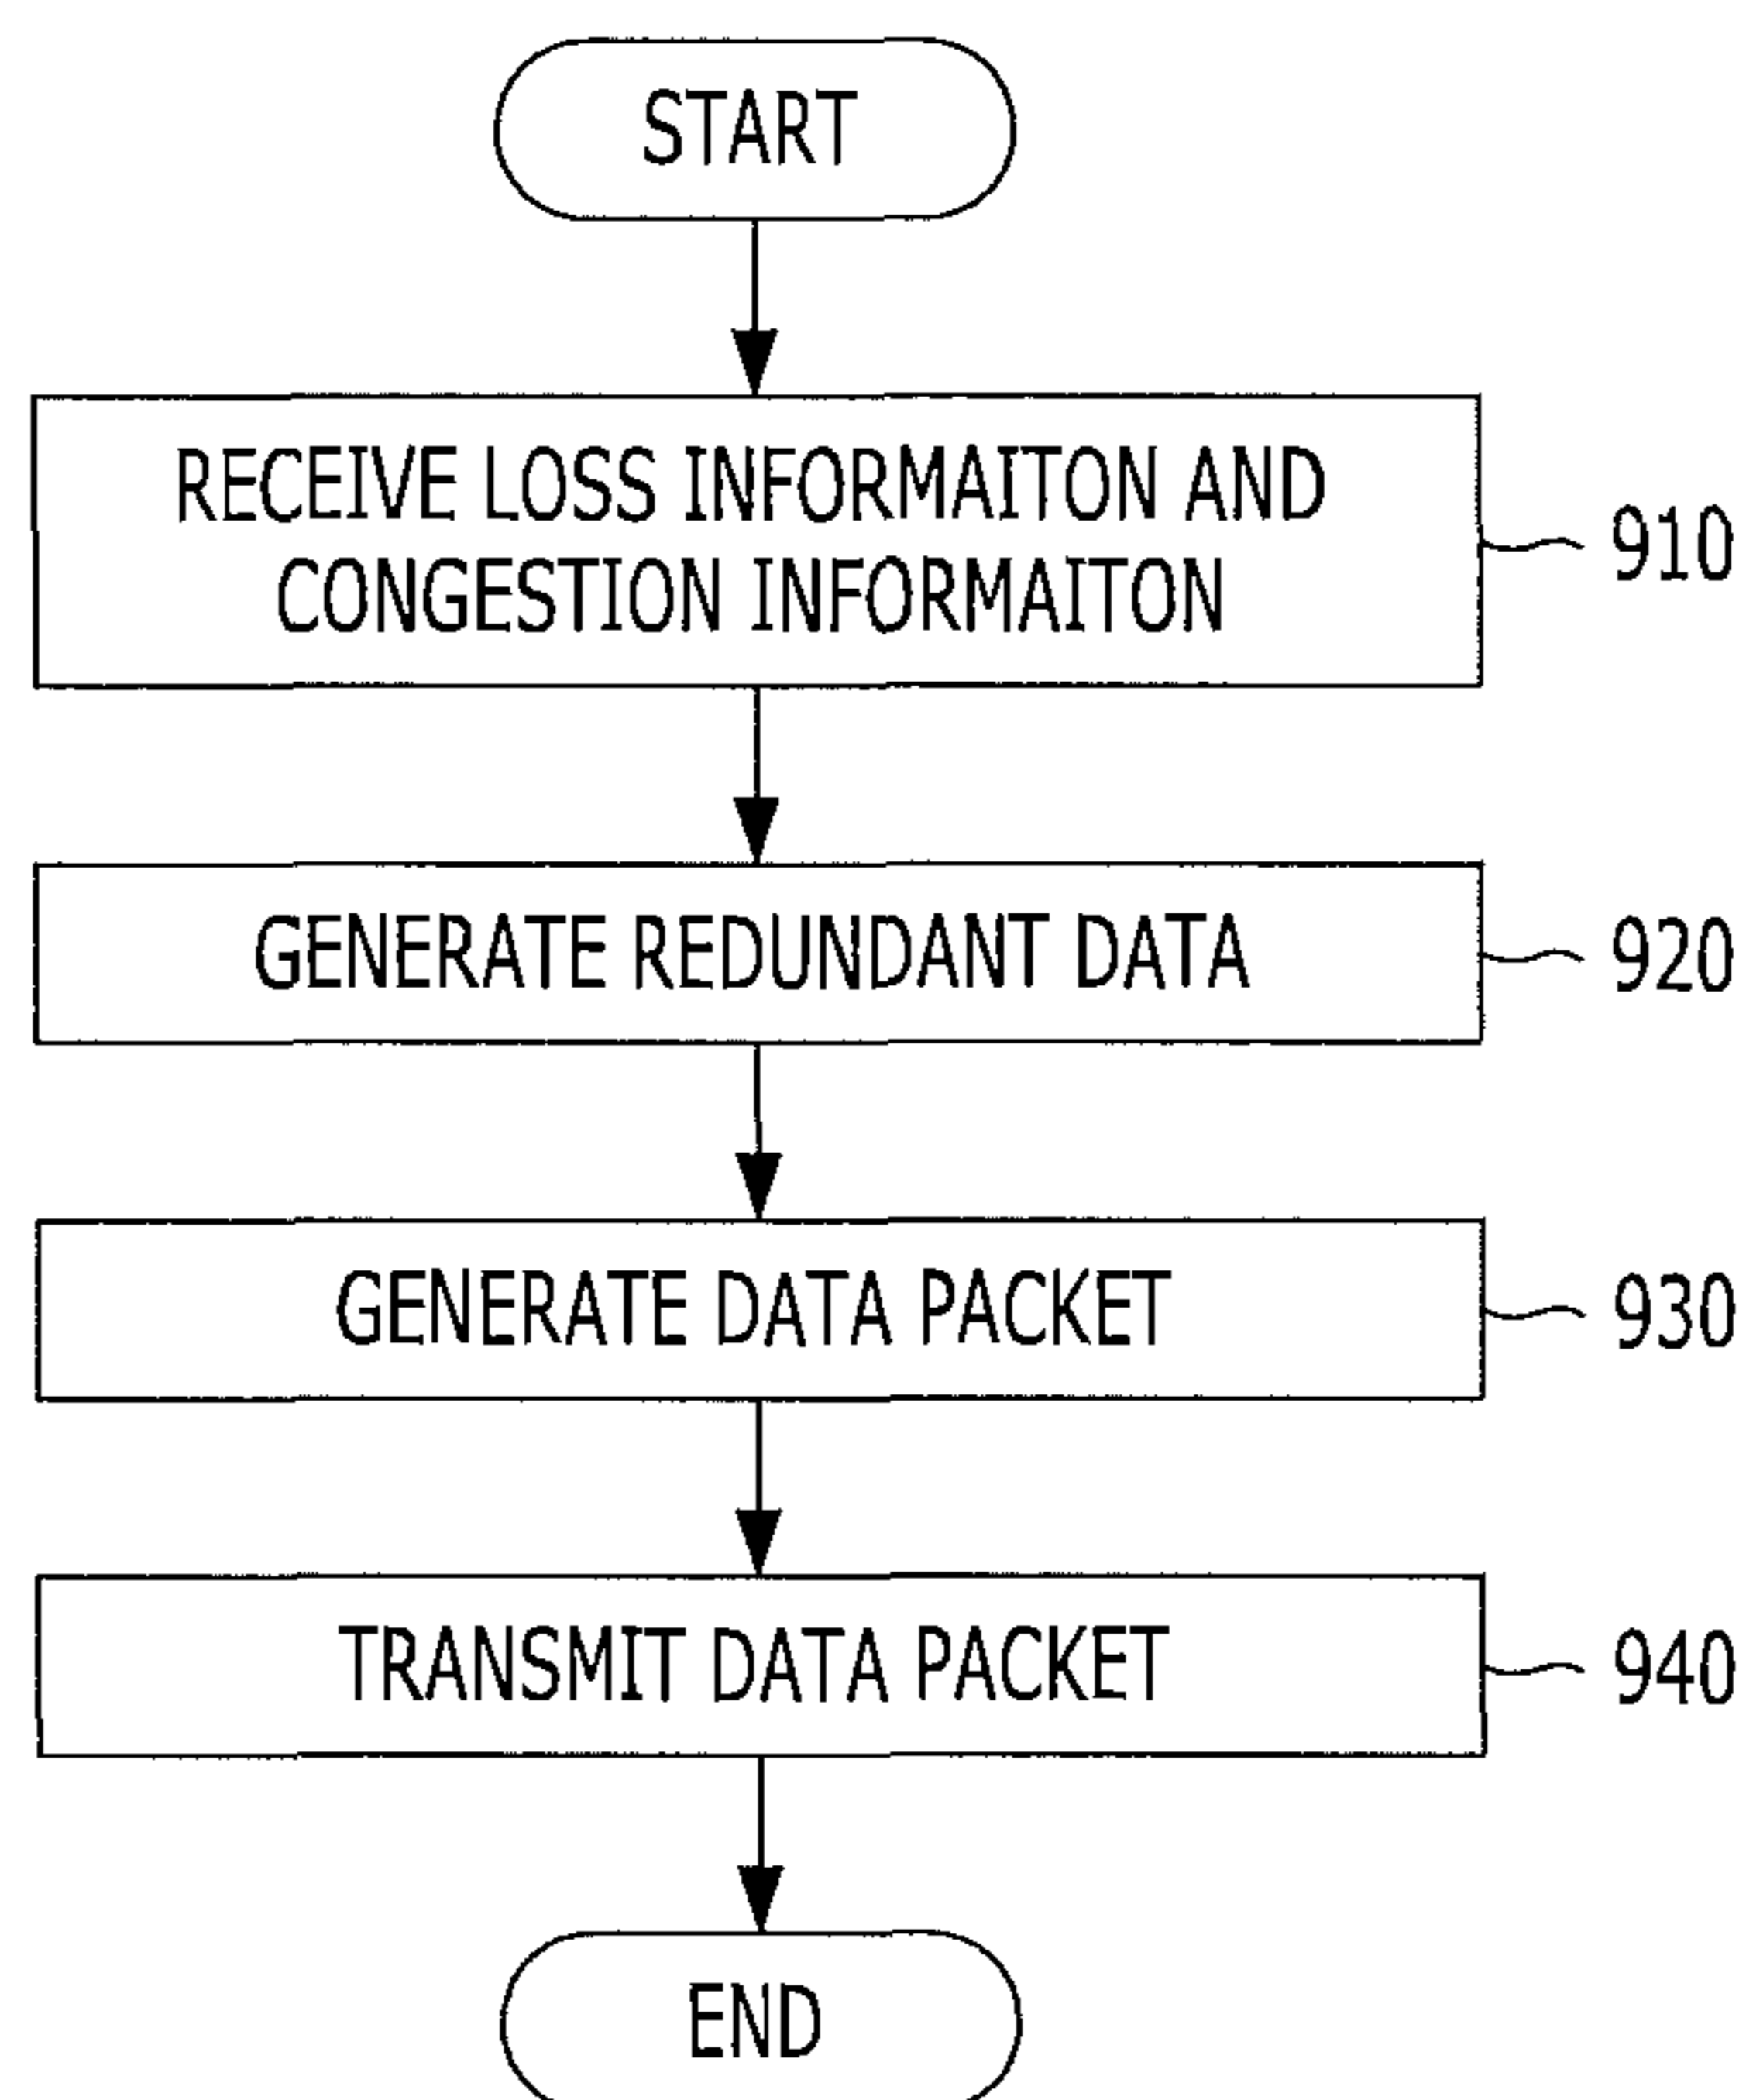 START
RECEIVE LOSS INFORMAITON AND
CONGESTION INFORMAITON
910
GENERATE REDUNDANT DATA
920
GENERATE DATA PACKET
930
TRANSMIT DATA PACKET
940
END